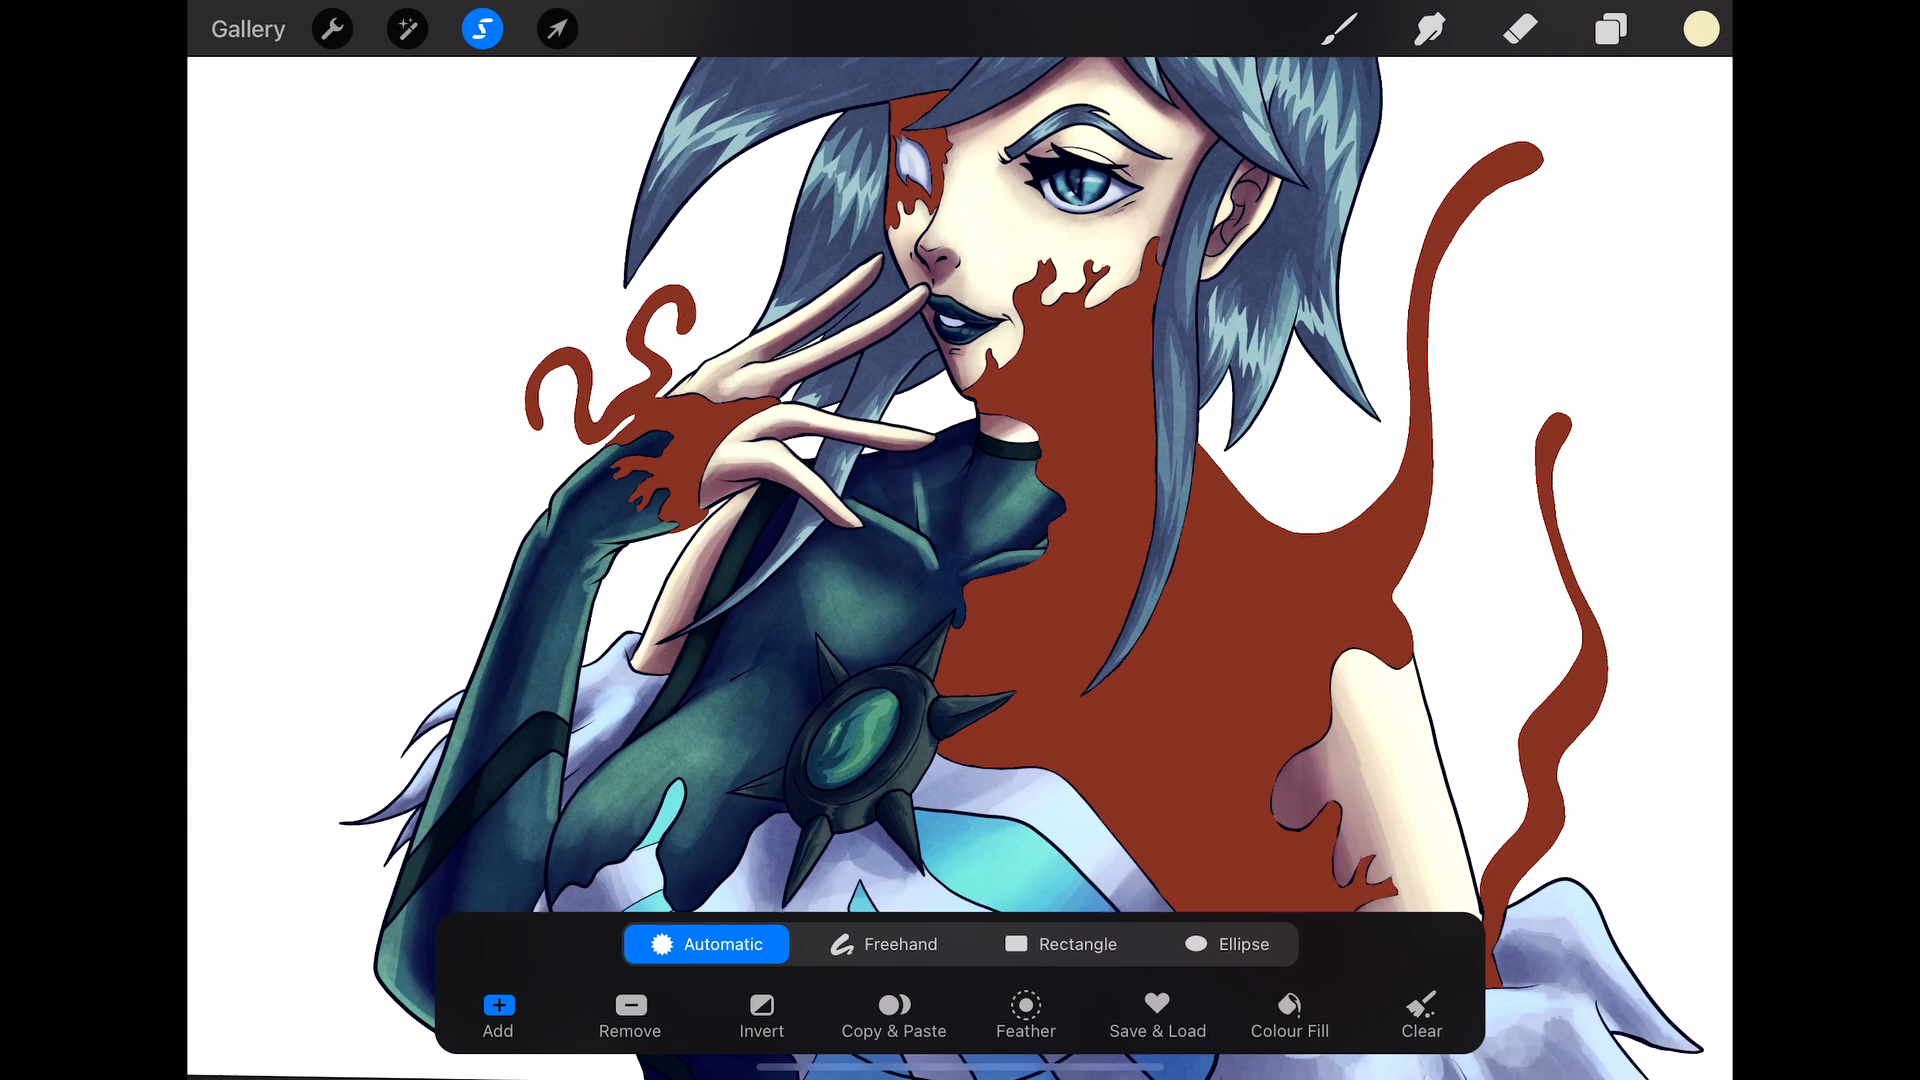 Gallery
Automatic Freehand Rectangle Ellipse
Add Remove Invert Copy & Paste Feather Save & Load Colour Fill Clear